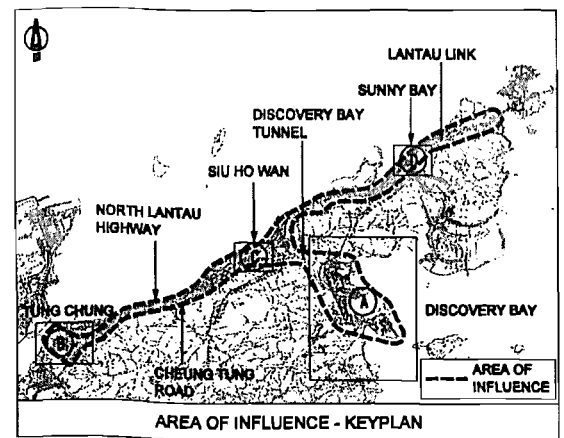 LANTAU LINK
SUNNY BAY
DISCOVERY BAY
TUNNEL
SIU HO WAN
NORTH LANTAU
HIGHWAY
TUNG CHUNG
CHEUNG TUNG
ROAD
DISCOVERY BAY
A
B
AREA OF
INFLUENCE
AREA OF INFLUENCE - KEYPLAN